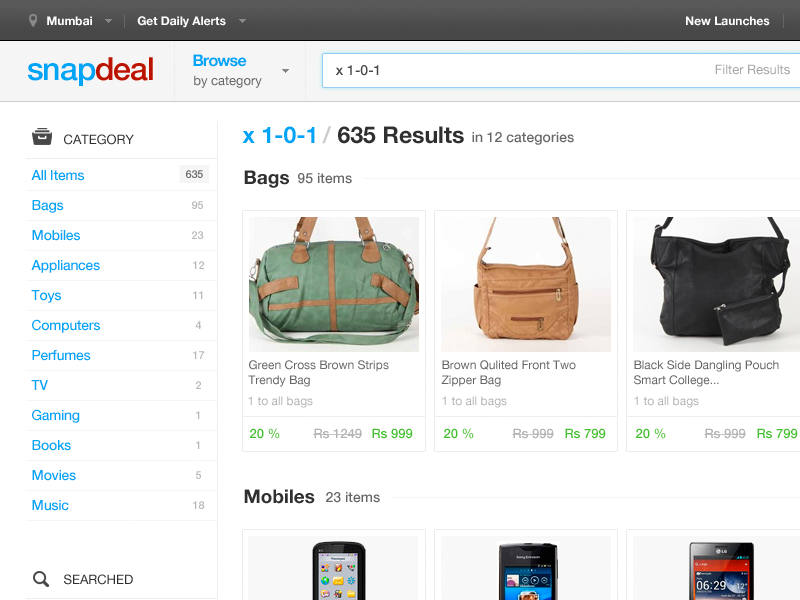 Mumbai
Get Daily Alerts
New Launches
snapdeal
Browse
by category
x 1-0-1
Filter Results
CATEGORY
All Items 635
Bags 95
Mobiles 23
Appliances 12
Toys 11
Computers 4
Perfumes 17
TV 2
Gaming 1
Books 1
Movies 5
Music 18
SEARCHED
x 1-0-1 / 635 Results in 12 categories
Bags 95 items
Green Cross Brown Strips
Trendy Bag
1 to all bags
20 % Rs 1249 Rs 999
Brown Qulited Front Two
Zipper Bag
1 to all bags
20 % Rs 999 Rs 799
Black Side Dangling Pouch
Smart College...
1 to all bags
20 % Rs 999 Rs 799
Mobiles 23 items
Sony Ericsson
LG
06:29
12°